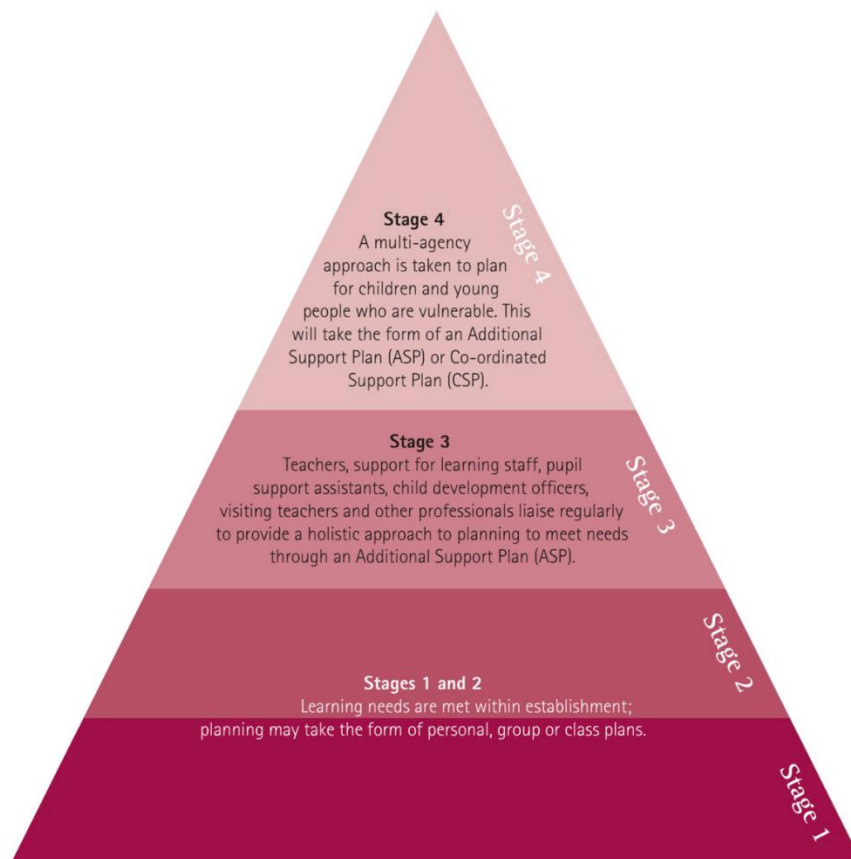 Stage 4
A multi-agency
approach is taken to plan
for children and young
people who are vulnerable. This
will take the form of an Additional
Support Plan (ASP) or Co-ordinated
Support Plan (CSP).
Stage 4
Stage 3
Teachers, support for learning staff, pupil
support assistants, child development officers,
visiting teachers and other professionals liaise regularly
to provide a holistic approach to planning to meet needs
through an Additional Support Plan (ASP).
Stage 3
Stages 1 and 2
Learning needs are met within establishment;
planning may take the form of personal, group or class plans.
Stage 2
Stage 1